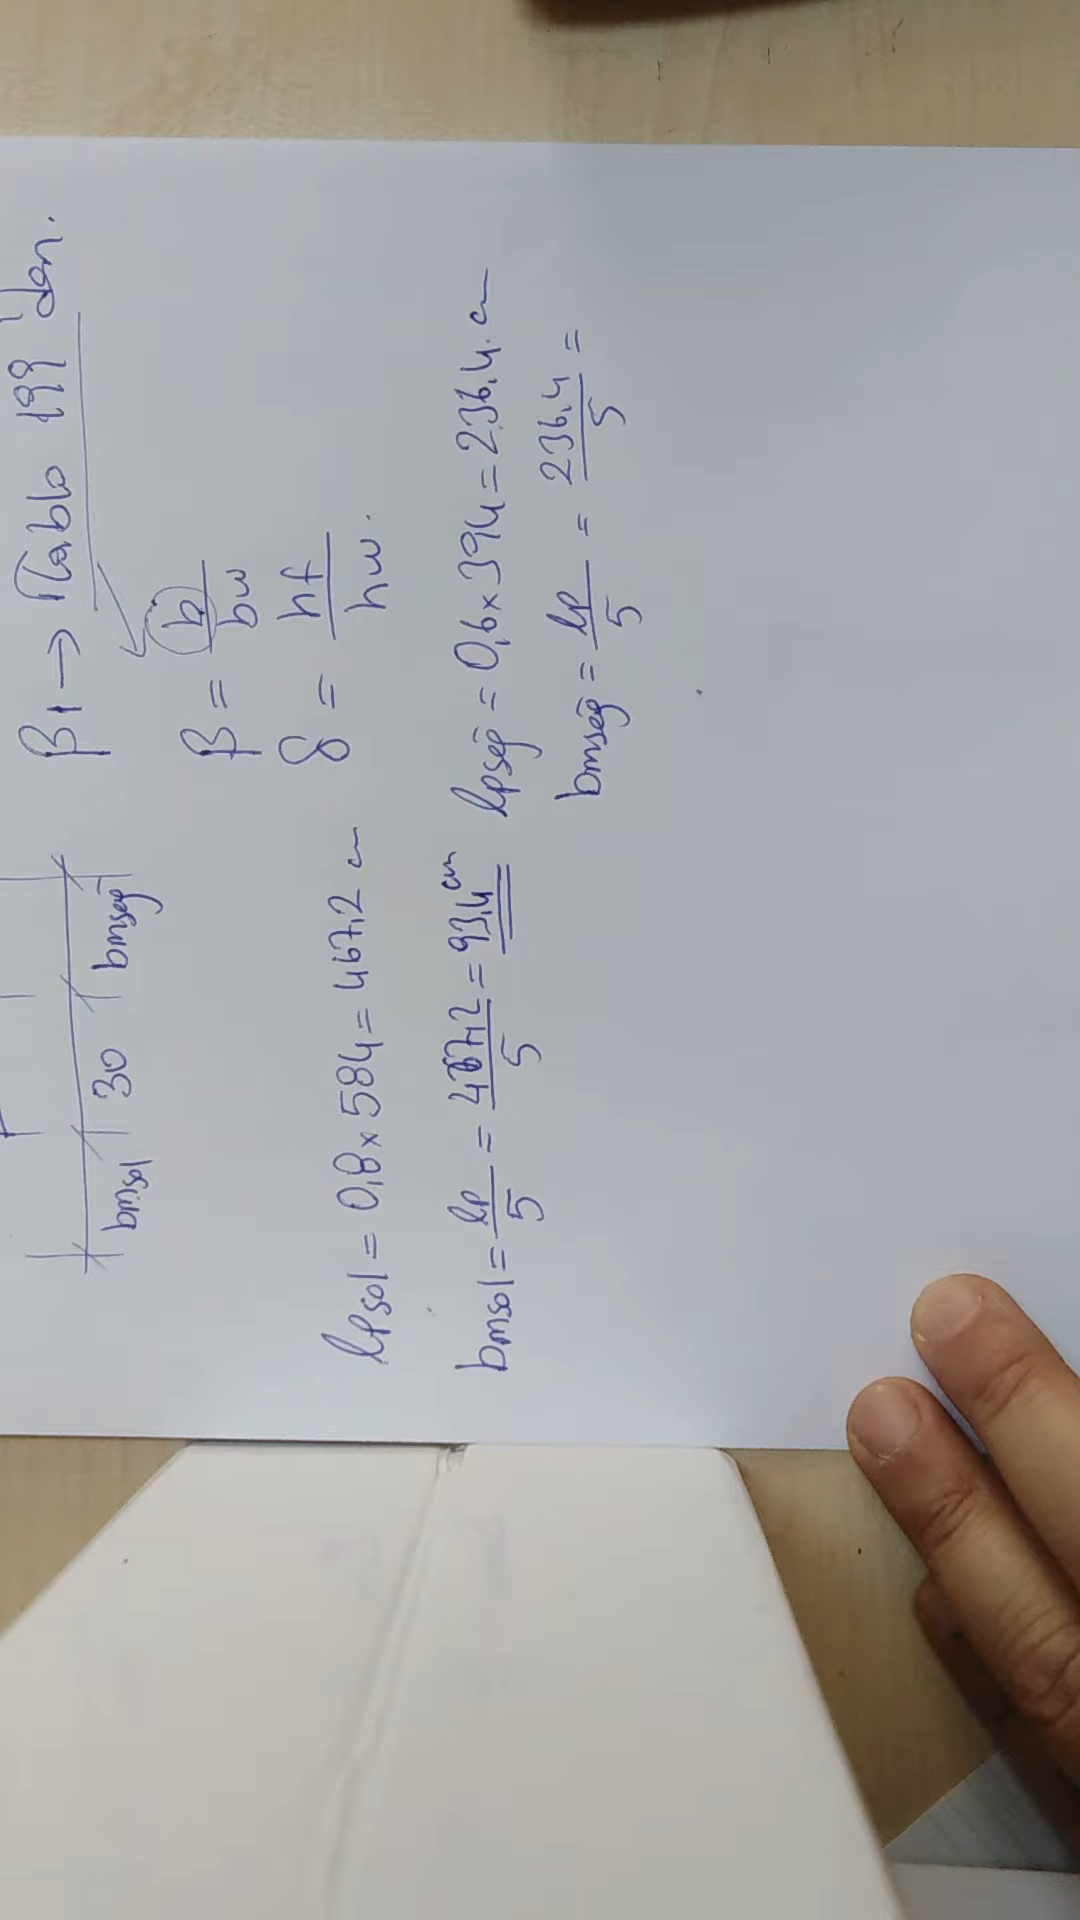 β1 → Tablo 199'dan.
bmsol 30 bmsağ
β = b / bw
δ = hf / hw.
lpsol = 0,8 x 584 = 467,2 cm
bmsol = lp / 5 = 467,2 / 5 = 93,4 cm
lpsağ = 0,6 x 394 = 236,4 cm
bmsağ = lp / 5 = 236,4 / 5 =